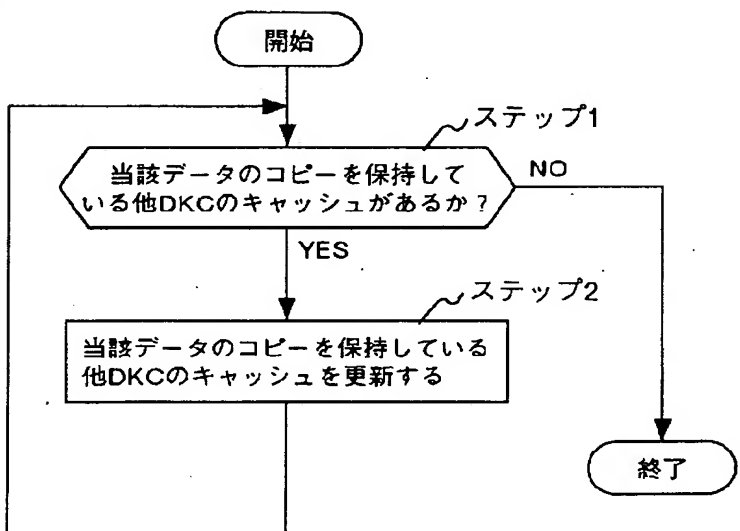 開始
ステップ1
当該データのコピーを保持して
いる他DKCのキャッシュがあるか?
NO
YES
ステップ2
当該データのコピーを保持している
他DKCのキャッシュを更新する
終了